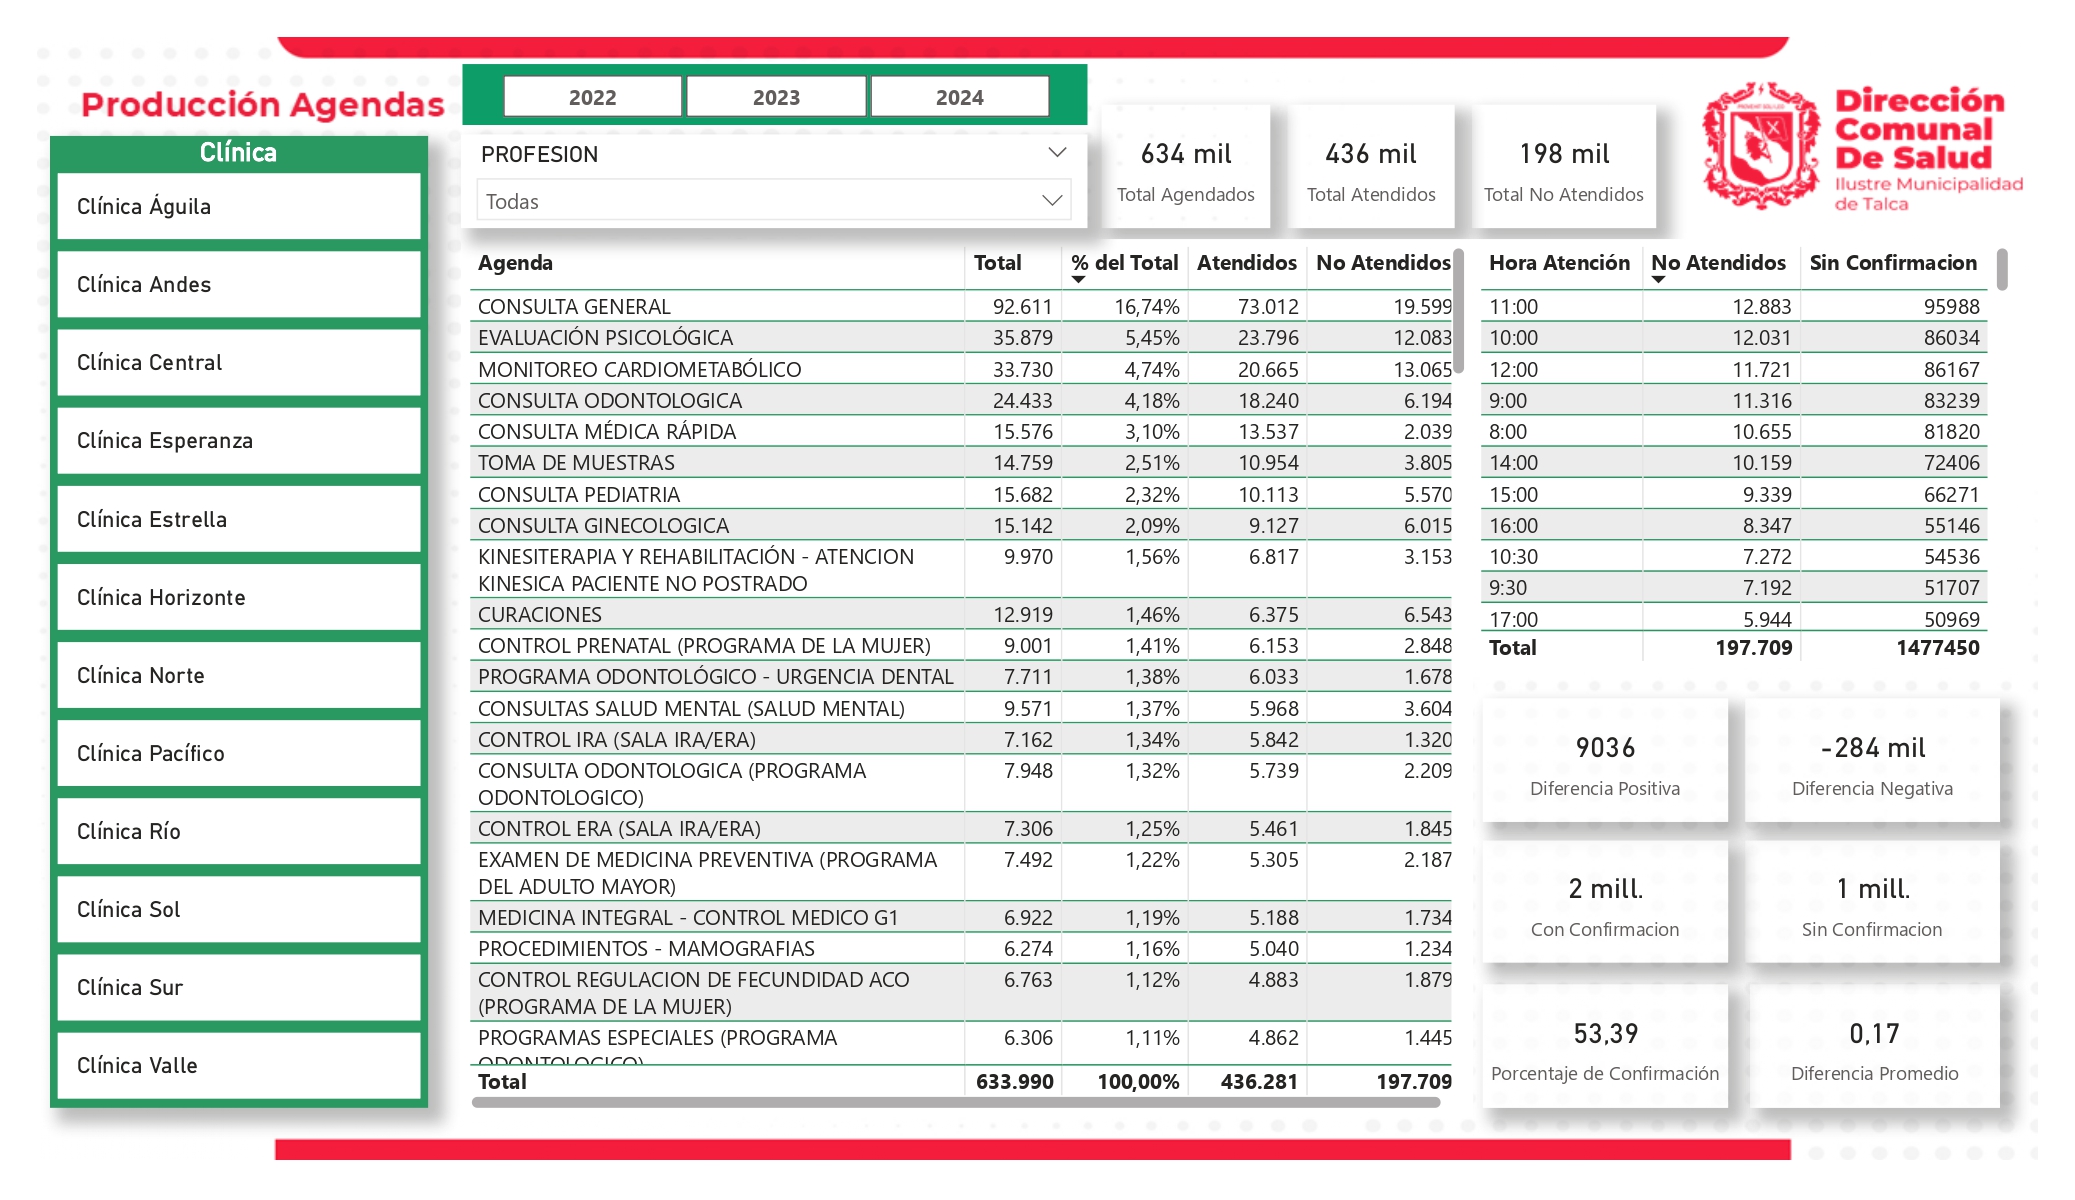 Producción Agendas
2022 2023 2024
PROFESION
Todas
634 mil
Total Agendados
436 mil
Total Atendidos
198 mil
Total No Atendidos
Dirección
Comunal
De Salud
Ilustre Municipalidad
de Talca
Clínica
Clínica Águila
Clínica Andes
Clínica Central
Clínica Esperanza
Clínica Estrella
Clínica Horizonte
Clínica Norte
Clínica Pacífico
Clínica Río
Clínica Sol
Clínica Sur
Clínica Valle
Agenda Total % del Total Atendidos No Atendidos
CONSULTA GENERAL 92.611 16,74% 73.012 19.599
EVALUACIÓN PSICOLÓGICA 35.879 5,45% 23.796 12.083
MONITOREO CARDIOMETABÓLICO 33.730 4,74% 20.665 13.065
CONSULTA ODONTOLOGICA 24.433 4,18% 18.240 6.194
CONSULTA MÉDICA RÁPIDA 15.576 3,10% 13.537 2.039
TOMA DE MUESTRAS 14.759 2,51% 10.954 3.805
CONSULTA PEDIATRIA 15.682 2,32% 10.113 5.570
CONSULTA GINECOLOGICA 15.142 2,09% 9.127 6.015
KINESITERAPIA Y REHABILITACIÓN - ATENCION 9.970 1,56% 6.817 3.153
KINESICA PACIENTE NO POSTRADO
CURACIONES 12.919 1,46% 6.375 6.543
CONTROL PRENATAL (PROGRAMA DE LA MUJER) 9.001 1,41% 6.153 2.848
PROGRAMA ODONTOLÓGICO - URGENCIA DENTAL 7.711 1,38% 6.033 1.678
CONSULTAS SALUD MENTAL (SALUD MENTAL) 9.571 1,37% 5.968 3.604
CONTROL IRA (SALA IRA/ERA) 7.162 1,34% 5.842 1.320
CONSULTA ODONTOLOGICA (PROGRAMA 7.948 1,32% 5.739 2.209
ODONTOLOGICO)
CONTROL ERA (SALA IRA/ERA) 7.306 1,25% 5.461 1.845
EXAMEN DE MEDICINA PREVENTIVA (PROGRAMA 7.492 1,22% 5.305 2.187
DEL ADULTO MAYOR)
MEDICINA INTEGRAL - CONTROL MEDICO G1 6.922 1,19% 5.188 1.734
PROCEDIMIENTOS - MAMOGRAFIAS 6.274 1,16% 5.040 1.234
CONTROL REGULACION DE FECUNDIDAD ACO 6.763 1,12% 4.883 1.879
(PROGRAMA DE LA MUJER)
PROGRAMAS ESPECIALES (PROGRAMA 6.306 1,11% 4.862 1.445
ODONTOLOGICO)
Total 633.990 100,00% 436.281 197.709
Hora Atención No Atendidos Sin Confirmacion
11:00 12.883 95988
10:00 12.031 86034
12:00 11.721 86167
9:00 11.316 83239
8:00 10.655 81820
14:00 10.159 72406
15:00 9.339 66271
16:00 8.347 55146
10:30 7.272 54536
9:30 7.192 51707
17:00 5.944 50969
Total 197.709 1477450
9036
Diferencia Positiva
-284 mil
Diferencia Negativa
2 mill.
Con Confirmacion
1 mill.
Sin Confirmacion
53,39
Porcentaje de Confirmación
0,17
Diferencia Promedio